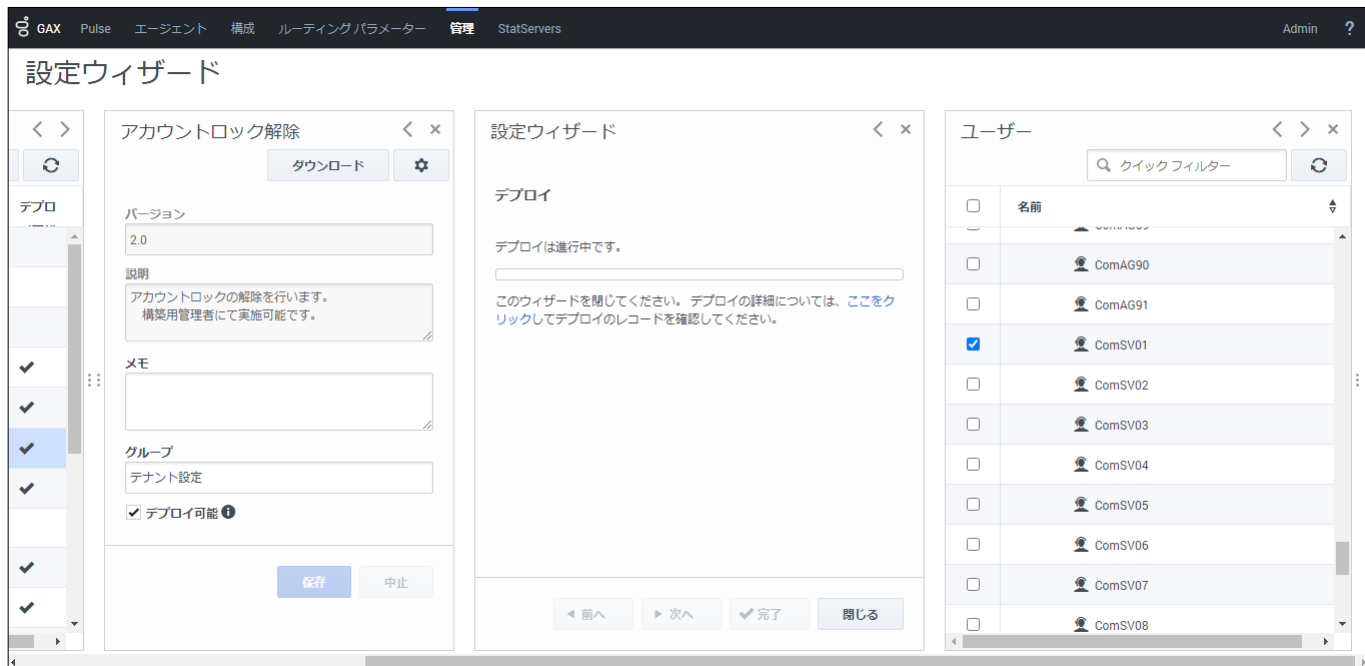 GAX Pulse エージェント 構成 ルーティング パラメーター 管理 StatServers Admin ?
設定ウィザード
デプロ
アカウントロック解除
ダウンロード
バージョン
2.0
説明
アカウントロックの解除を行います。
構築用管理者にて実施可能です。
メモ
グループ
テナント設定
デプロイ可能
保存 中止
設定ウィザード
デプロイ
デプロイは進行中です。
このウィザードを閉じてください。 デプロイの詳細については、ここをク
リックしてデプロイのレコードを確認してください。
前へ 次へ 完了 閉じる
ユーザー
クイック フィルター
名前
ComAG90
ComAG91
ComSV01
ComSV02
ComSV03
ComSV04
ComSV05
ComSV06
ComSV07
ComSV08